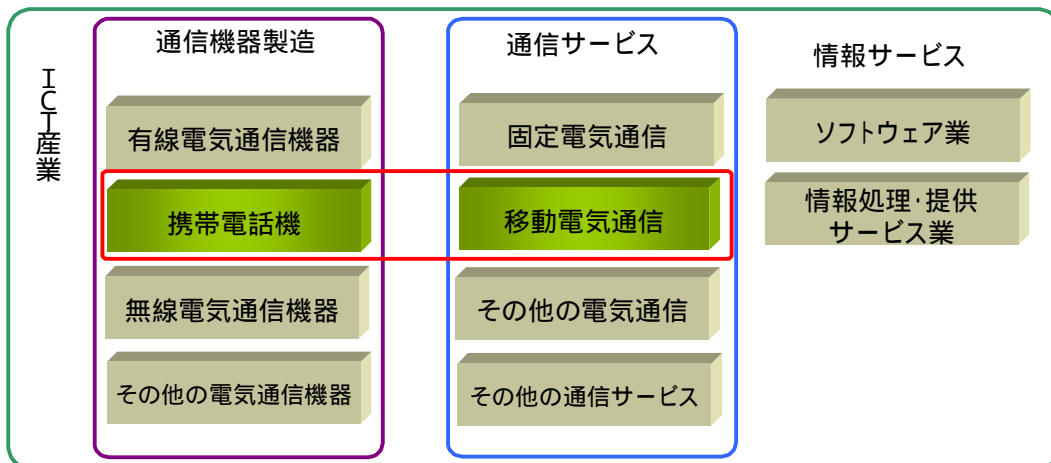 ICT産業
通信機器製造
有線電気通信機器
携帯電話機
無線電気通信機器
その他の電気通信機器
通信サービス
固定電気通信
移動電気通信
その他の電気通信
その他の通信サービス
情報サービス
ソフトウェア業
情報処理・提供
サービス業